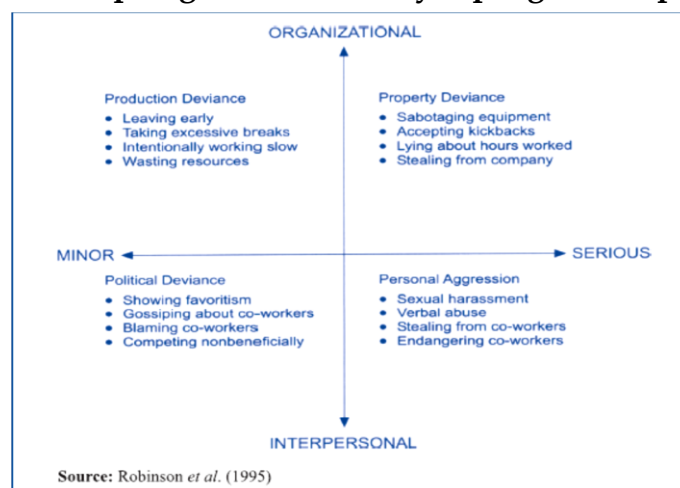 ORGANIZATIONAL
Production Deviance
• Leaving early
• Taking excessive breaks
• Intentionally working slow
• Wasting resources
Property Deviance
• Sabotaging equipment
• Accepting kickbacks
• Lying about hours worked
• Stealing from company
MINOR
SERIOUS
Political Deviance
• Showing favoritism
• Gossiping about co-workers
• Blaming co-workers
• Competing nonbeneficially
Personal Aggression
• Sexual harassment
• Verbal abuse
• Stealing from co-workers
• Endangering co-workers
INTERPERSONAL
Source: Robinson et al. (1995)